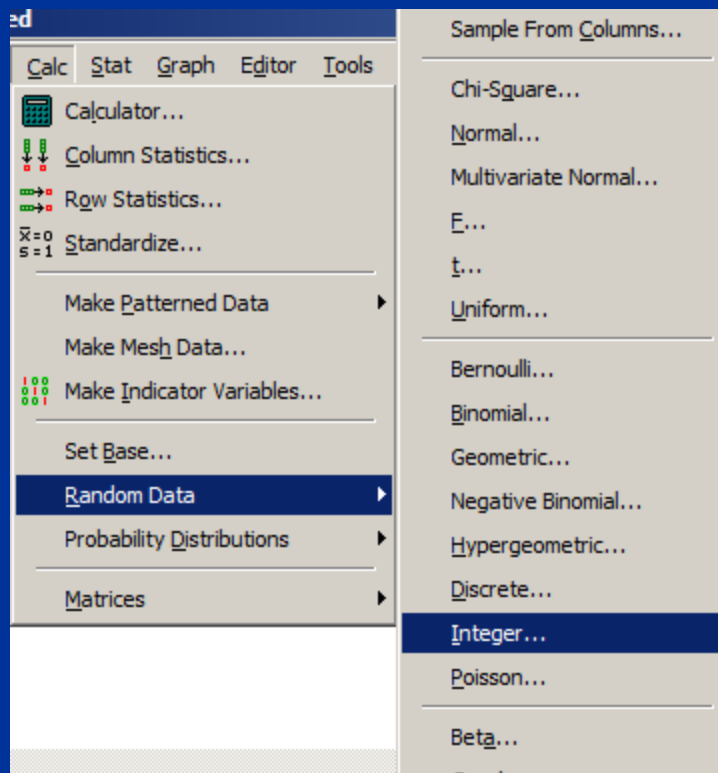 ed
Calc Stat Graph Editor Tools
Calculator...
Column Statistics...
Row Statistics...
x̅=0
s=1
Standardize...
Make Patterned Data
Make Mesh Data...
Make Indicator Variables...
Set Base...
Random Data
Probability Distributions
Matrices
Sample From Columns...
Chi-Square...
Normal...
Multivariate Normal...
F...
t...
Uniform...
Bernoulli...
Binomial...
Geometric...
Negative Binomial...
Hypergeometric...
Discrete...
Integer...
Poisson...
Beta...